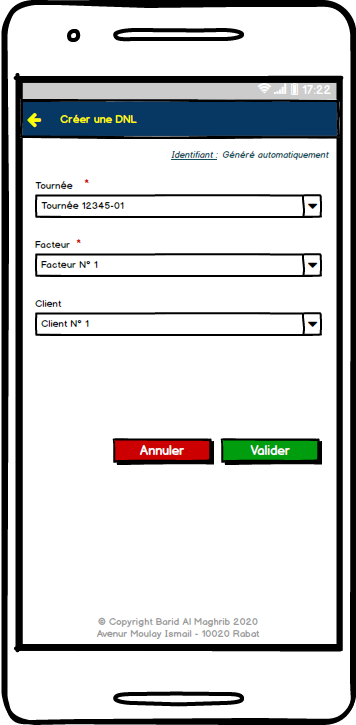 17:22
Créer une DNL
Identifiant : Généré automatiquement
Tournée *
Tournée 12345-01
Facteur *
Facteur N° 1
Client
Client N° 1
Annuler Valider
© Copyright Barid Al Maghrib 2020
Avenur Moulay Ismail - 10020 Rabat